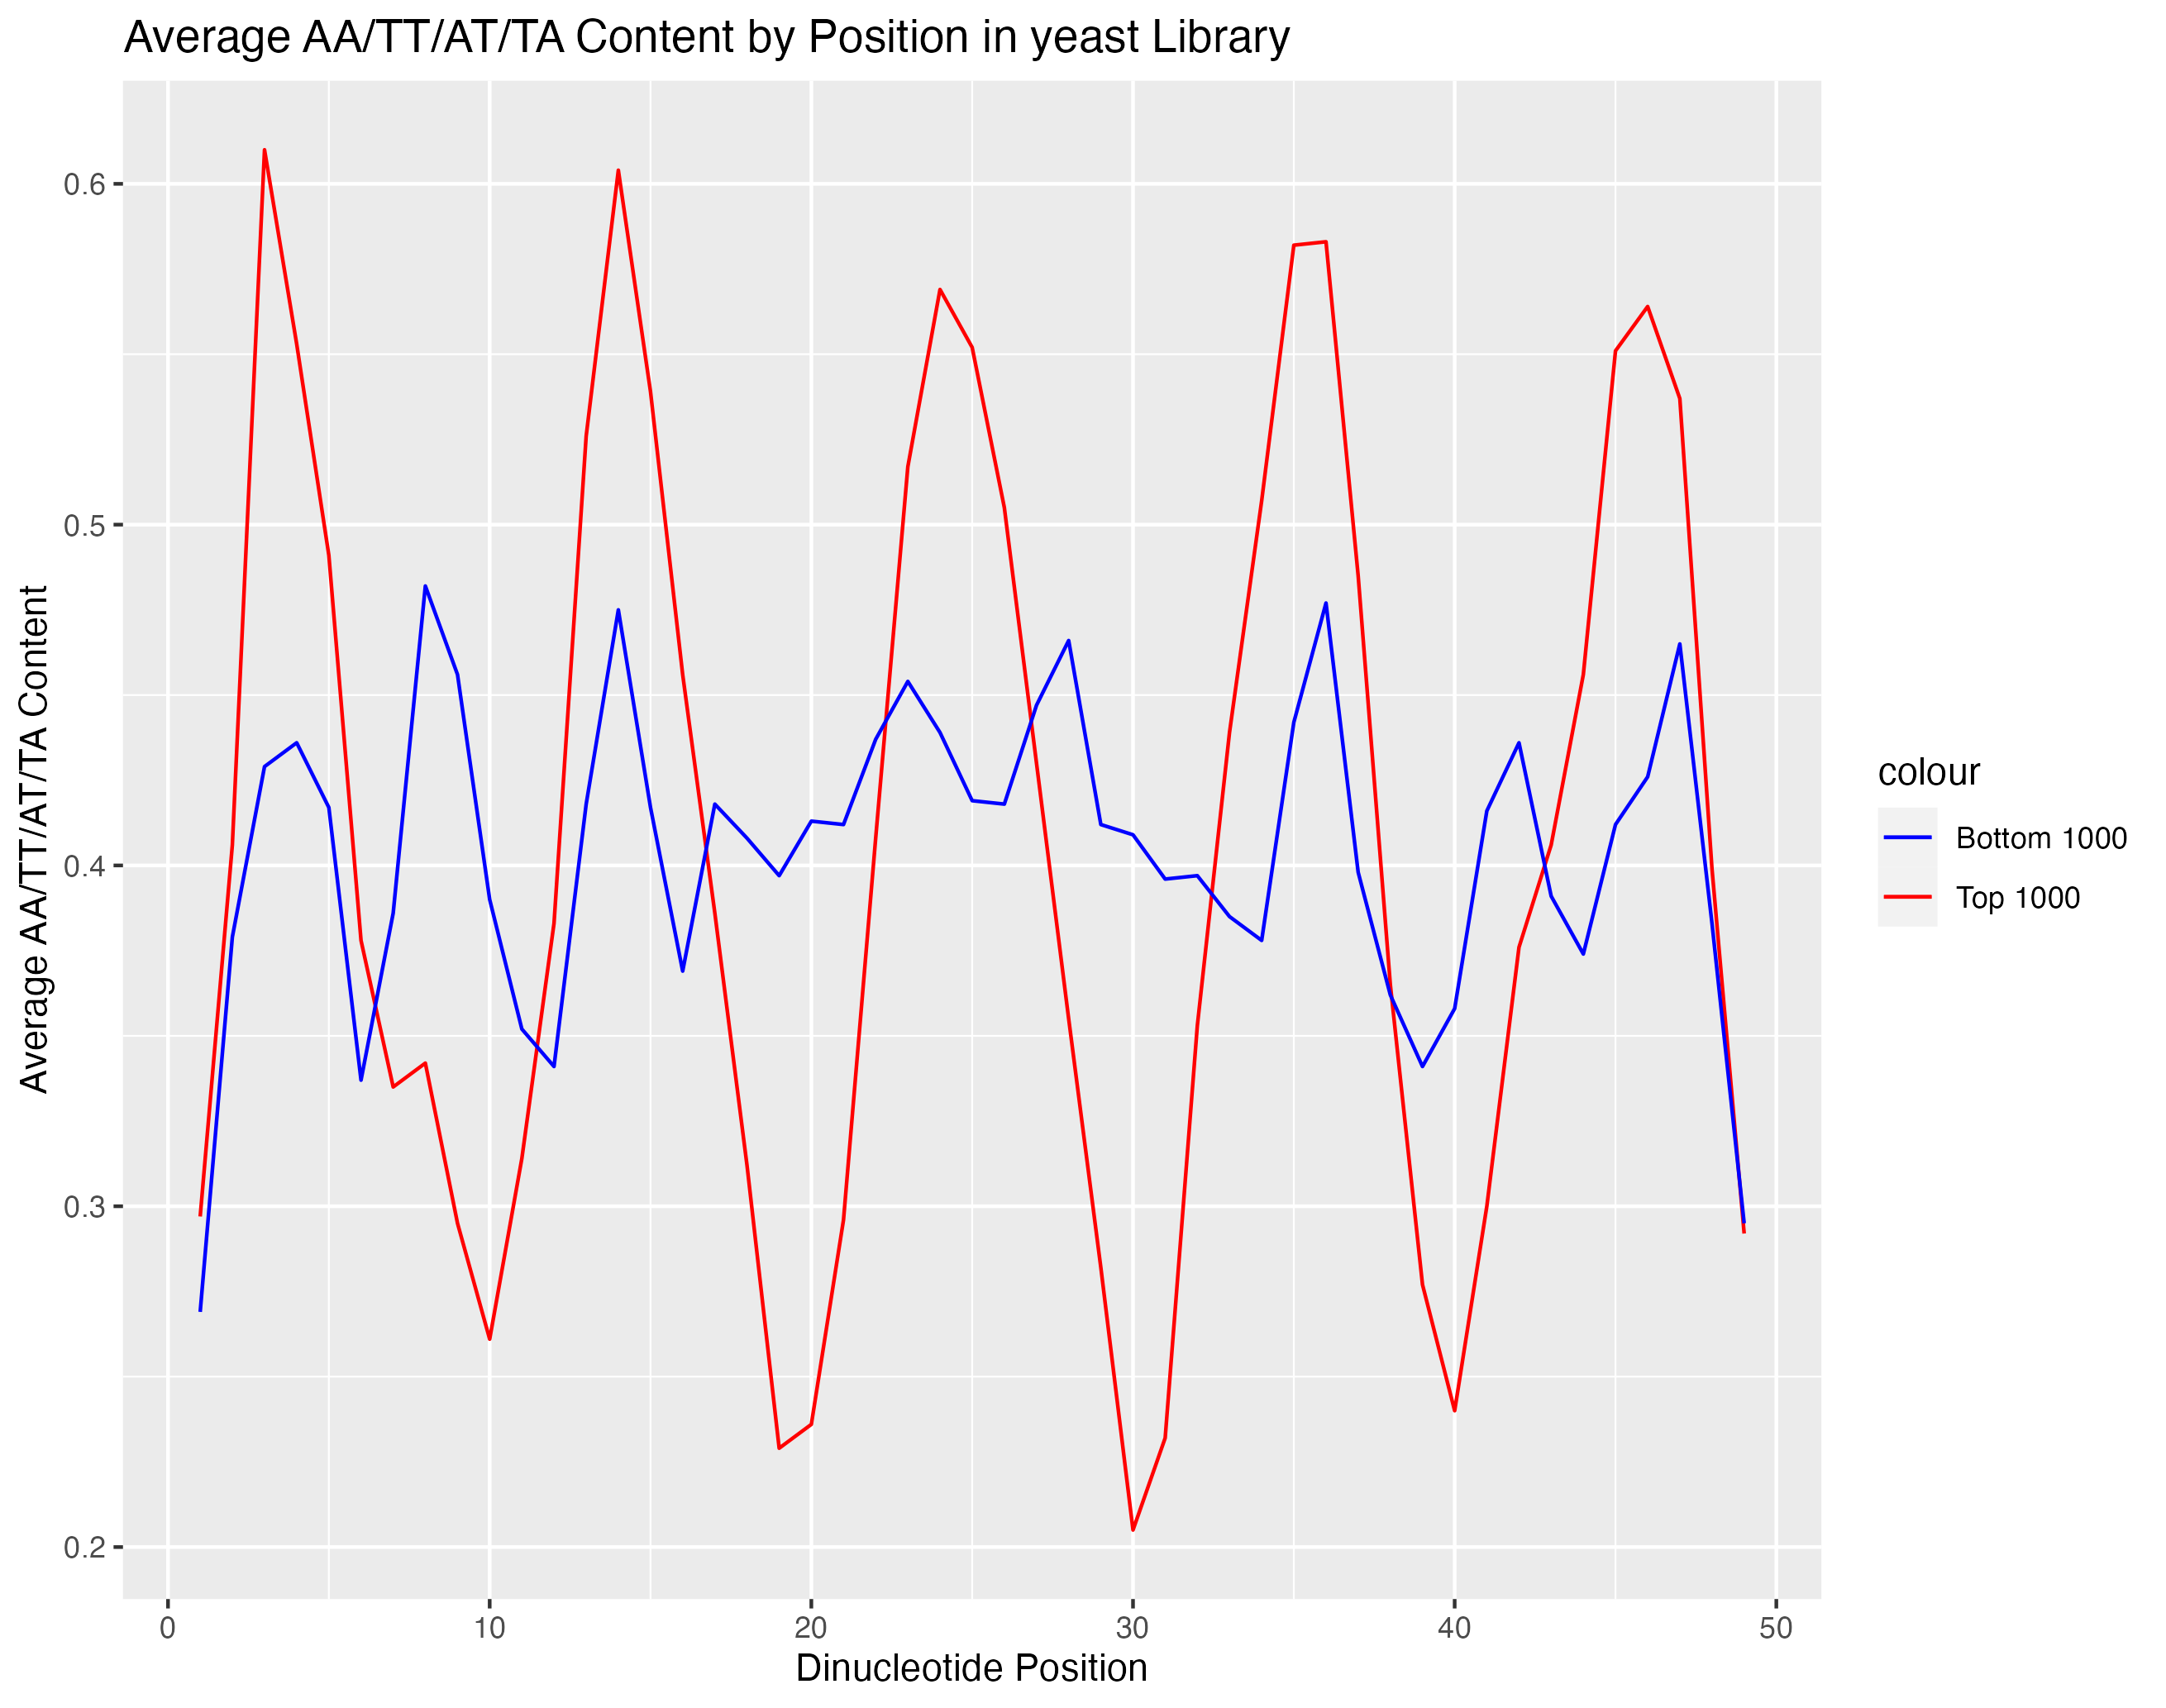 Average AA/TT/AT/TA Content by Position in yeast Library
Average AA/TT/AT/TA Content
0.6
0.5
0.4
0.3
0.2
0
10
20
30
40
50
Dinucleotide Position
colour
Bottom 1000
Top 1000